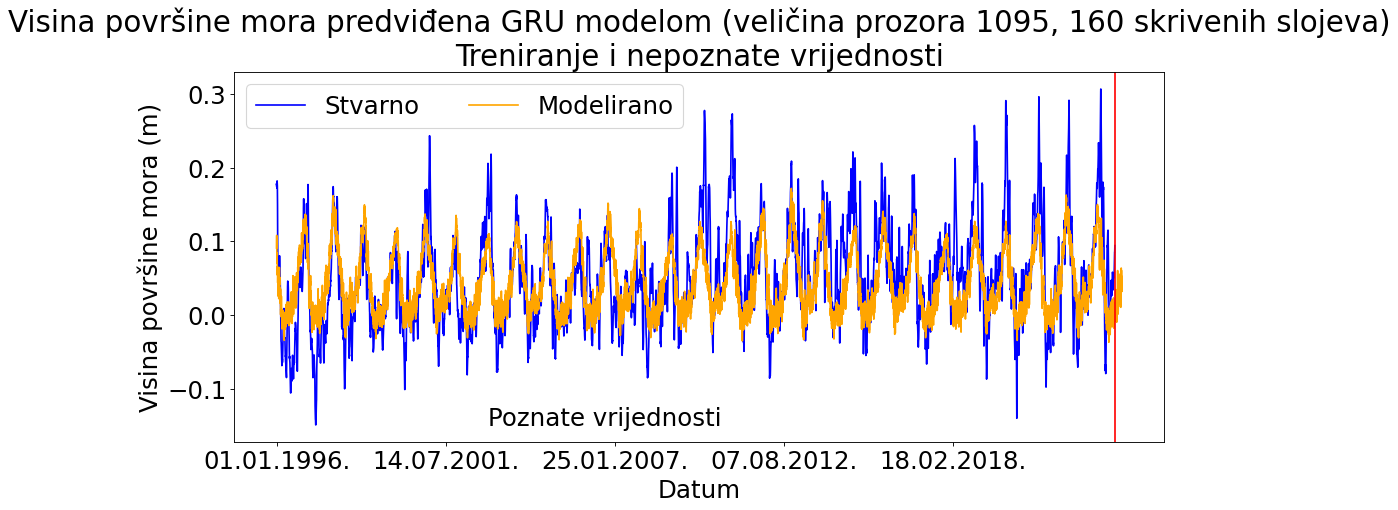 Visina površine mora predviđena GRU modelom (veličina prozora 1095, 160 skrivenih slojeva)
Treniranje i nepoznate vrijednosti
Stvarno
Modelirano
Visina površine mora (m)
0.3
0.2
0.1
0.0
−0.1
Poznate vrijednosti
01.01.1996.
14.07.2001.
25.01.2007.
07.08.2012.
18.02.2018.
Datum